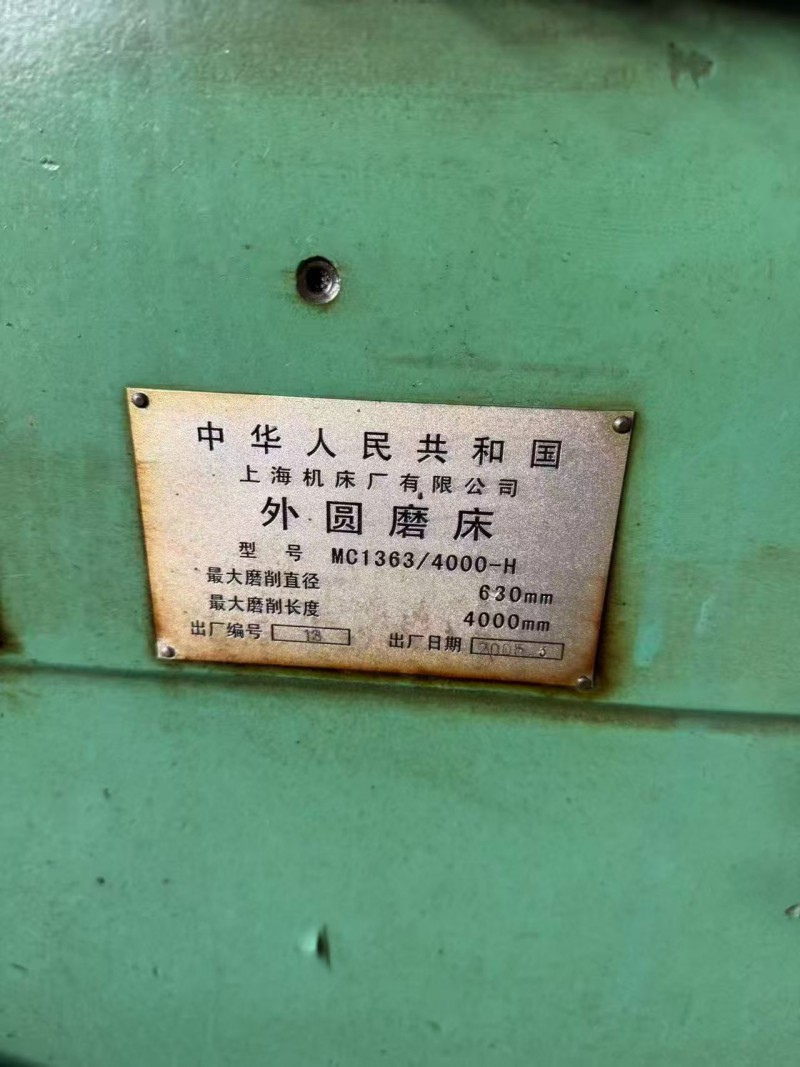 中华人民共和国
上海机床厂有限公司
外圆磨床
型号 MC1363/4000-H
最大磨削直径 630mm
最大磨削长度 4000mm
出厂编号 13 出厂日期 2008.3